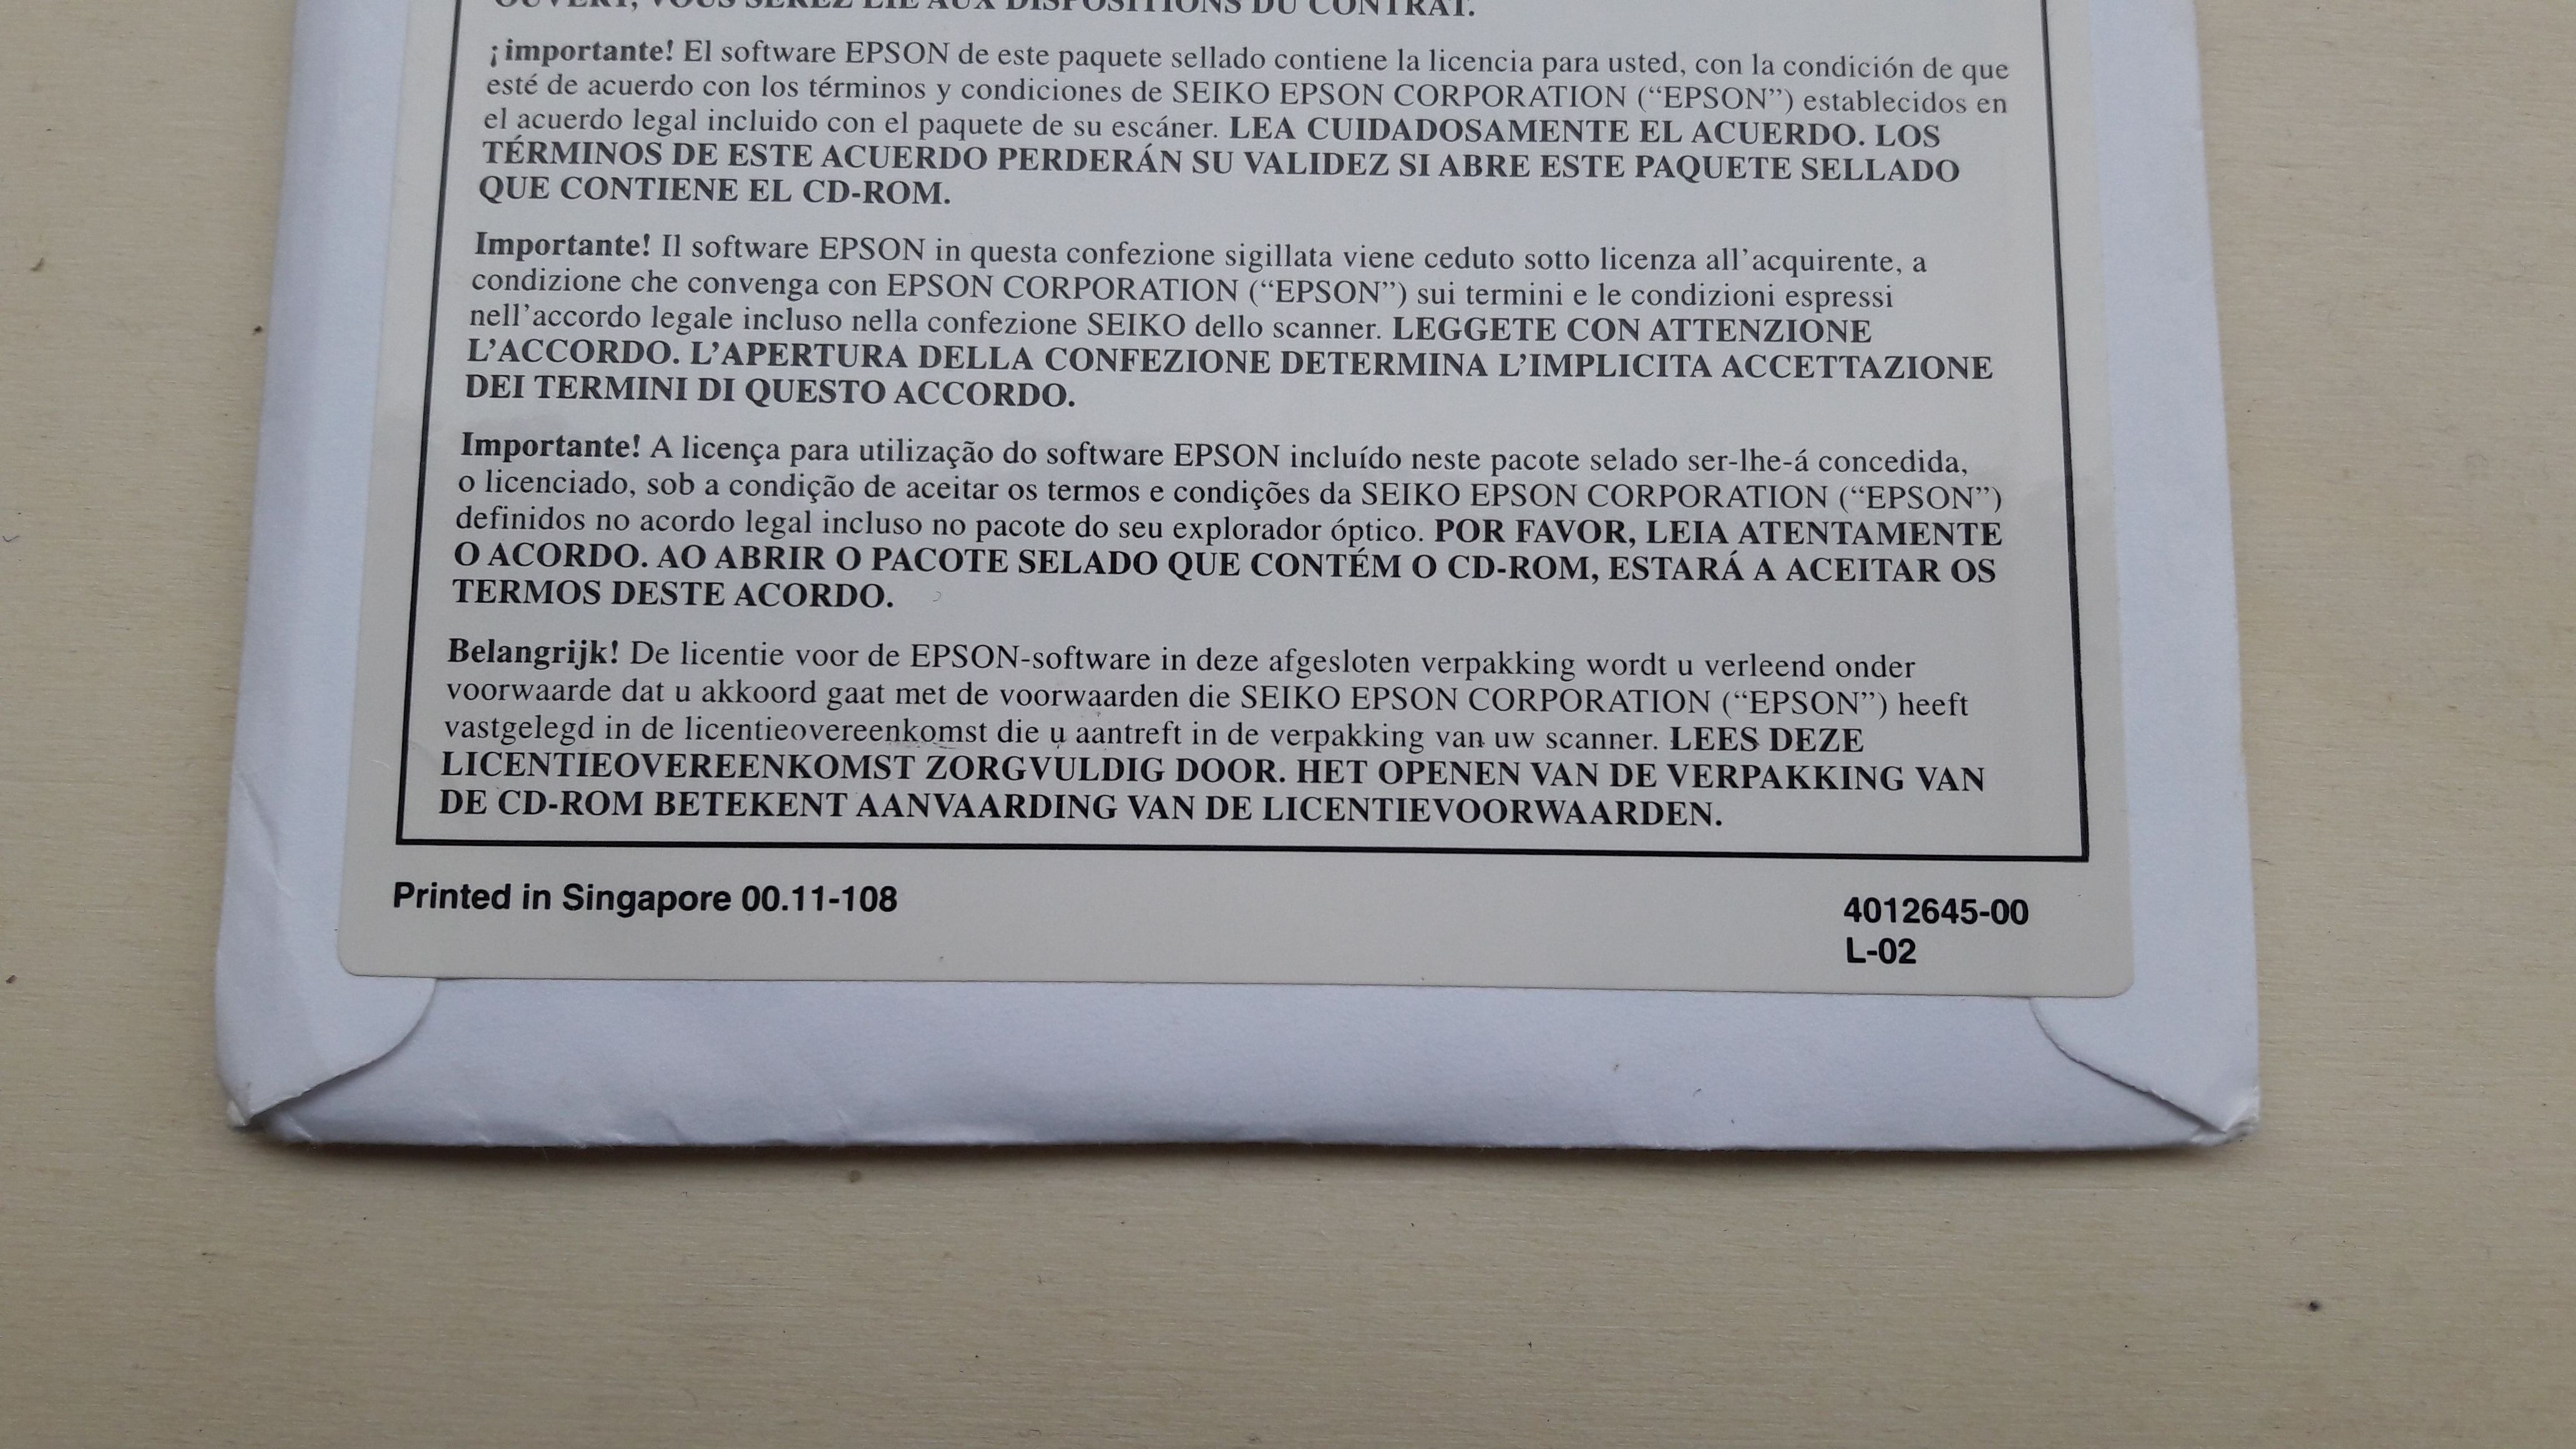 OUVERT, VOUS SEREZ LIÉ AUX DISPOSITIONS DU CONTRAT.
¡importante! El software EPSON de este paquete sellado contiene la licencia para usted, con la condición de que
esté de acuerdo con los términos y condiciones de SEIKO EPSON CORPORATION (“EPSON”) establecidos en
el acuerdo legal incluido con el paquete de su escáner. LEA CUIDADOSAMENTE EL ACUERDO. LOS
TÉRMINOS DE ESTE ACUERDO PERDERÁN SU VALIDEZ SI ABRE ESTE PAQUETE SELLADO
QUE CONTIENE EL CD-ROM.
Importante! Il software EPSON in questa confezione sigillata viene ceduto sotto licenza all’acquirente, a
condizione che convenga con EPSON CORPORATION (“EPSON”) sui termini e le condizioni espressi
nell’accordo legale incluso nella confezione SEIKO dello scanner. LEGGETE CON ATTENZIONE
L’ACCORDO. L’APERTURA DELLA CONFEZIONE DETERMINA L’IMPLICITA ACCETTAZIONE
DEI TERMINI DI QUESTO ACCORDO.
Importante! A licença para utilização do software EPSON incluído neste pacote selado ser-lhe-á concedida,
o licenciado, sob a condição de aceitar os termos e condições da SEIKO EPSON CORPORATION (“EPSON”)
definidos no acordo legal incluso no pacote do seu explorador óptico. POR FAVOR, LEIA ATENTAMENTE
O ACORDO. AO ABRIR O PACOTE SELADO QUE CONTÉM O CD-ROM, ESTARÁ A ACEITAR OS
TERMOS DESTE ACORDO.
Belangrijk! De licentie voor de EPSON-software in deze afgesloten verpakking wordt u verleend onder
voorwaarde dat u akkoord gaat met de voorwaarden die SEIKO EPSON CORPORATION (“EPSON”) heeft
vastgelegd in de licentieovereenkomst die u aantreft in de verpakking van uw scanner. LEES DEZE
LICENTIEOVEREENKOMST ZORGVULDIG DOOR. HET OPENEN VAN DE VERPAKKING VAN
DE CD-ROM BETEKENT AANVAARDING VAN DE LICENTIEVOORWAARDEN.
Printed in Singapore 00.11-108
4012645-00
L-02